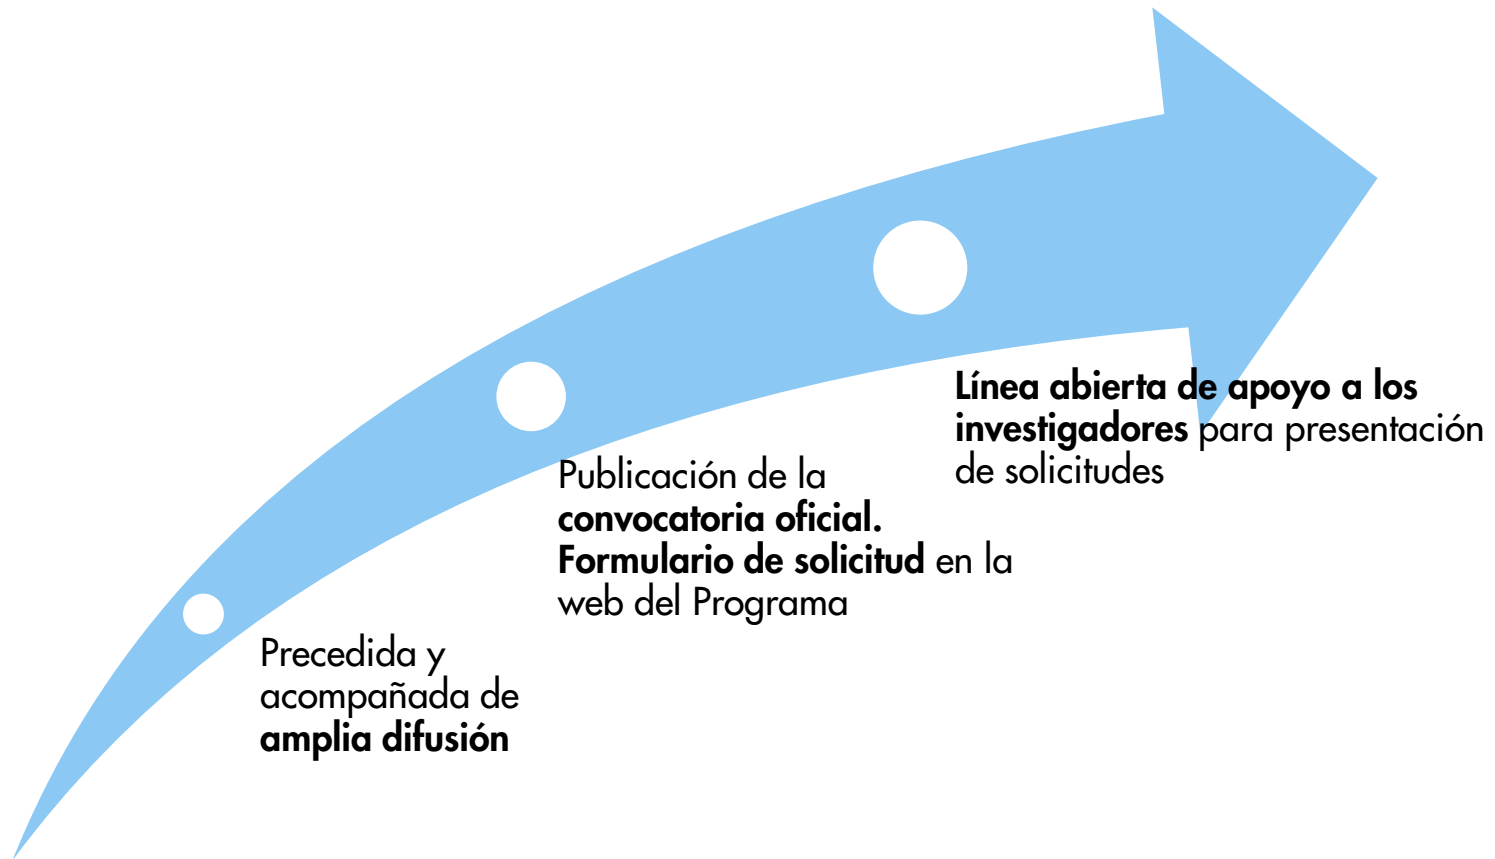 Línea abierta de apoyo a los
investigadores para presentación
de solicitudes
Publicación de la
convocatoria oficial.
Formulario de solicitud en la
web del Programa
Precedida y
acompañada de
amplia difusión